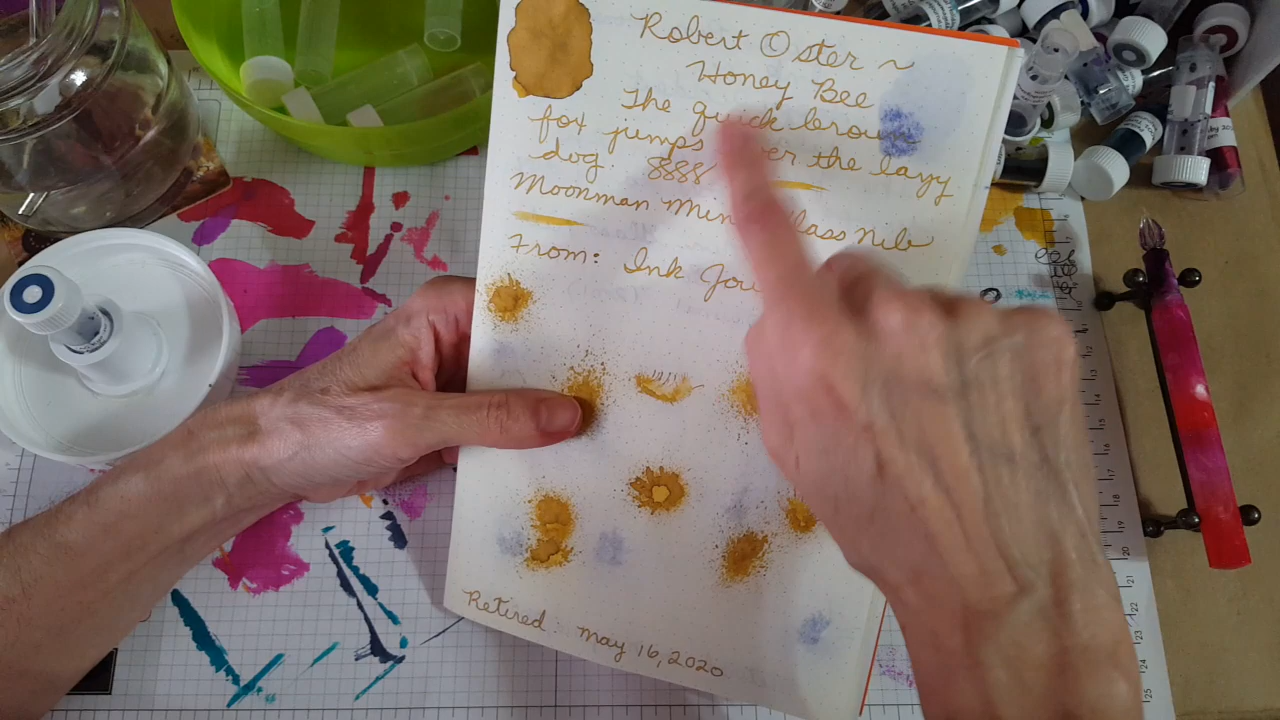 Robert Oster ~
Honey Bee
The quick brown
fox jumps over the lazy
dog. 8888
Moonman Mini Glass Nib
From: Ink
Retired. May 16, 2020